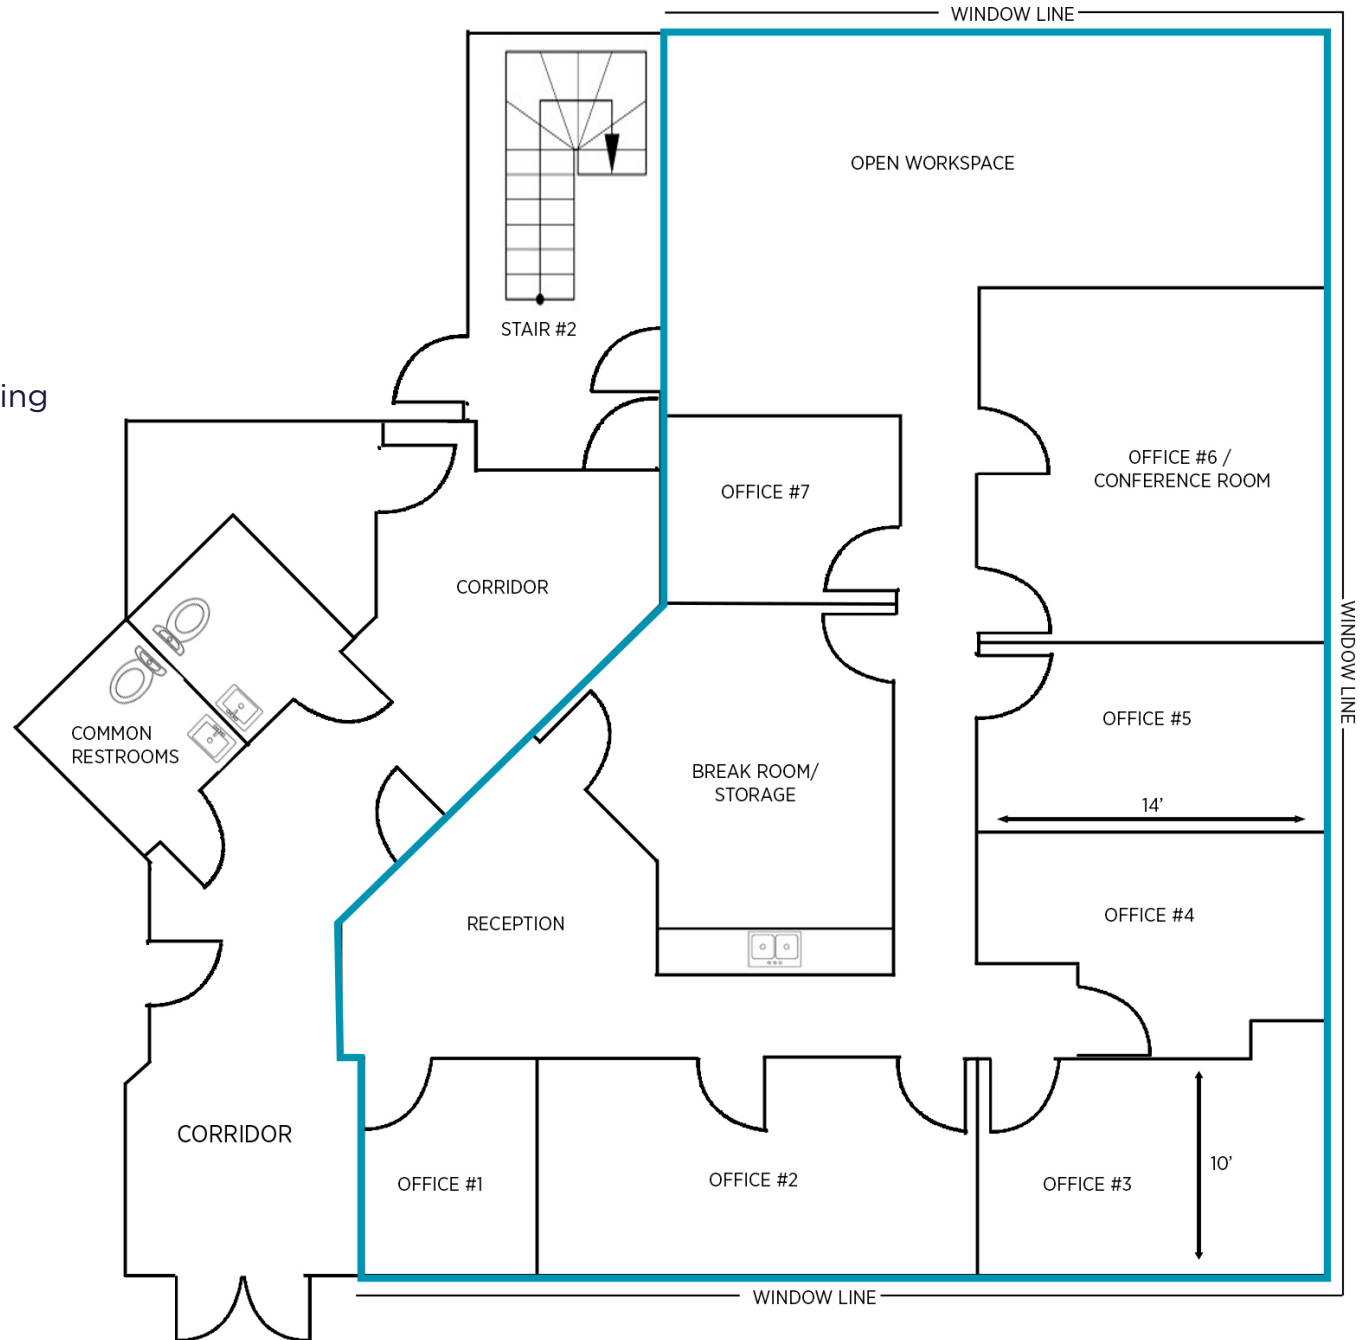 WINDOW LINE
OPEN WORKSPACE
STAIR #2
ing
OFFICE #6 /
CONFERENCE ROOM
OFFICE #7
CORRIDOR
WINDOW LINE
OFFICE #5
COMMON
RESTROOMS
BREAK ROOM/
STORAGE
14'
OFFICE #4
RECEPTION
CORRIDOR
10'
OFFICE #1
OFFICE #2
OFFICE #3
WINDOW LINE